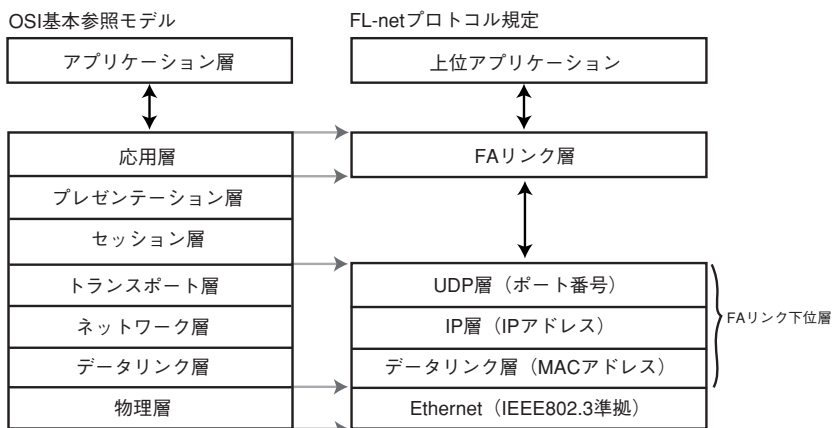 OSI基本参照モデル
アプリケーション層
応用層
プレゼンテーション層
セッション層
トランスポート層
ネットワーク層
データリンク層
物理層
FL-netプロトコル規定
上位アプリケーション
FAリンク層
UDP層（ポート番号）
IP層（IPアドレス）
データリンク層（MACアドレス）
Ethernet（IEEE802.3準拠）
FAリンク下位層